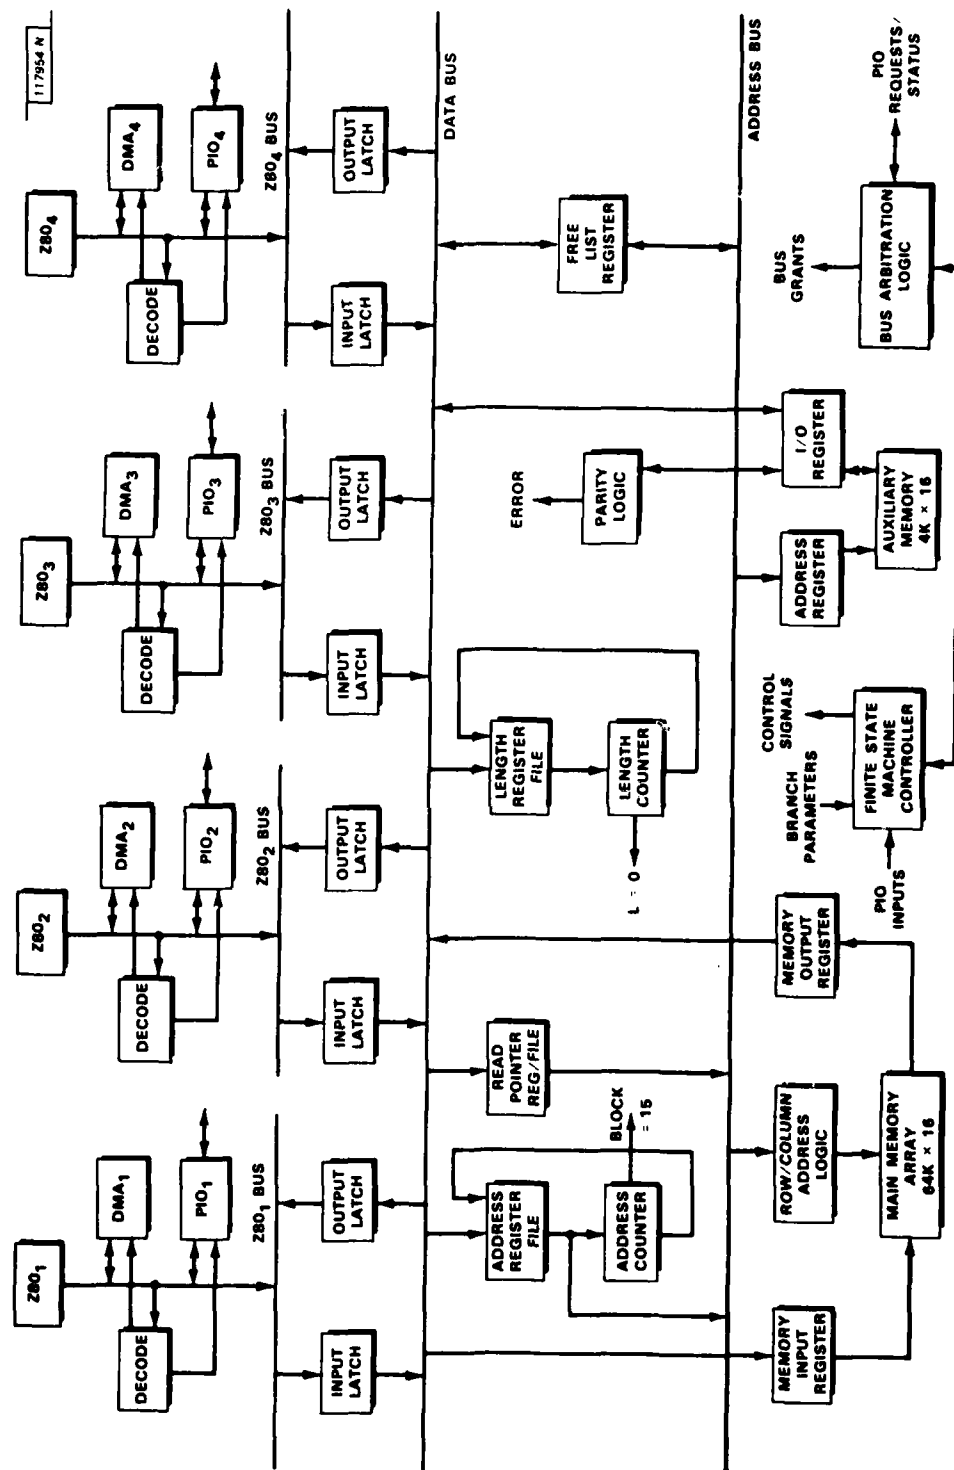 117954 N
Z80₁
Z80₂
Z80₃
Z80₄
DMA₁
DMA₂
DMA₃
DMA₄
DECODE
DECODE
DECODE
DECODE
PIO₁
PIO₂
PIO₃
PIO₄
Z80₁ BUS
Z80₂ BUS
Z80₃ BUS
Z80₄ BUS
INPUT
LATCH
OUTPUT
LATCH
INPUT
LATCH
OUTPUT
LATCH
INPUT
LATCH
OUTPUT
LATCH
INPUT
LATCH
OUTPUT
LATCH
DATA BUS
ADDRESS
REGISTER
FILE
ADDRESS
COUNTER
BLOCK
= 15
READ
POINTER
REG/FILE
LENGTH
REGISTER
FILE
LENGTH
COUNTER
L = 0
ERROR
PARITY
LOGIC
FREE
LIST
REGISTER
ADDRESS BUS
MEMORY
INPUT
REGISTER
ROW/COLUMN
ADDRESS
LOGIC
MAIN MEMORY
ARRAY
64K × 16
MEMORY
OUTPUT
REGISTER
PIO
INPUTS
BRANCH
PARAMETERS
CONTROL
SIGNALS
FINITE STATE
MACHINE
CONTROLLER
ADDRESS
REGISTER
I/O
REGISTER
AUXILIARY
MEMORY
4K × 16
BUS
GRANTS
BUS ARBITRATION
LOGIC
PIO
REQUESTS/
STATUS